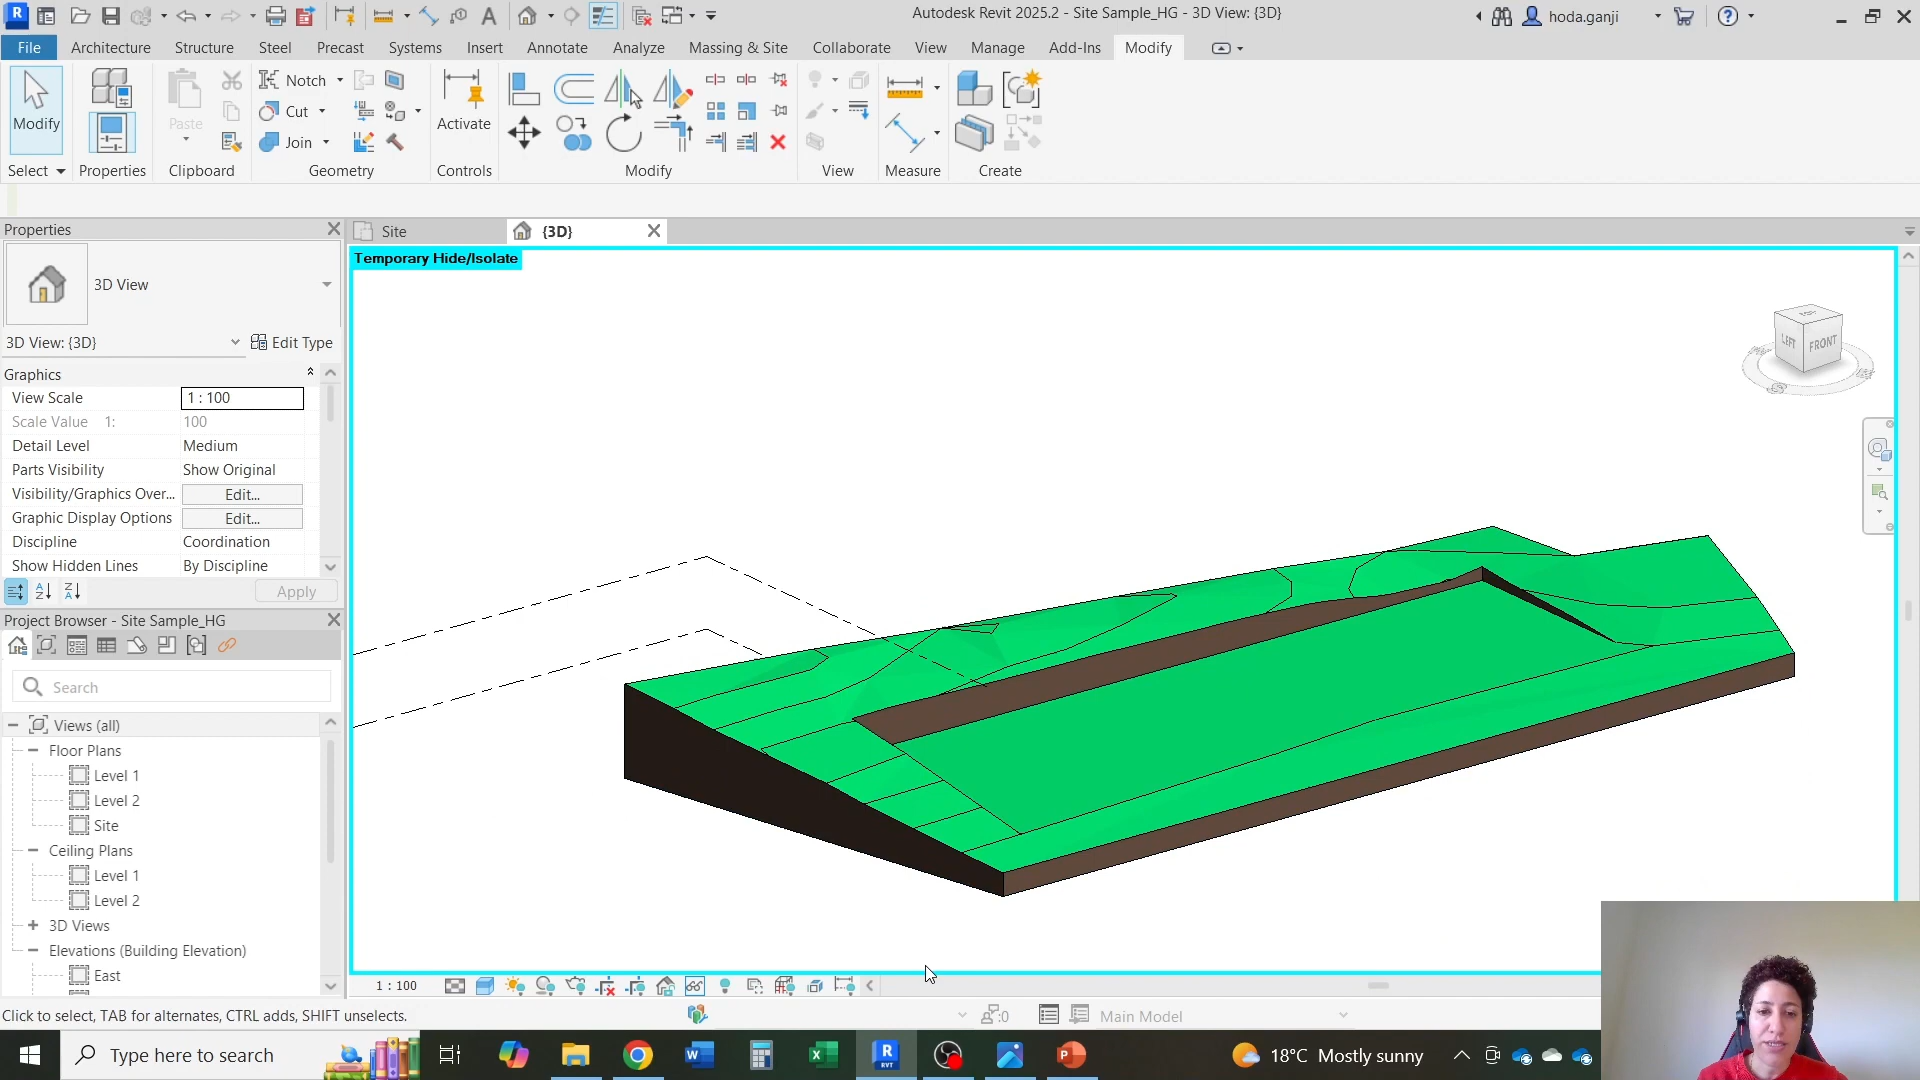 Autodesk Revit 2025.2 - Site Sample_HG - 3D View: {3D}
hoda.ganji
File Architecture Structure Steel Precast Systems Insert Annotate Analyze Massing & Site Collaborate View Manage Add-Ins Modify
Modify
Paste
Notch
Cut
Join
Activate
Select Properties Clipboard Geometry Controls Modify View Measure Create
Properties
Site
{3D}
Temporary Hide/Isolate
3D View
3D View: {3D}
Edit Type
Graphics
View Scale 1 : 100
Scale Value 1: 100
Detail Level Medium
Parts Visibility Show Original
Visibility/Graphics Over... Edit...
Graphic Display Options Edit...
Discipline Coordination
Show Hidden Lines By Discipline
Apply
Project Browser - Site Sample_HG
Search
Views (all)
Floor Plans
Level 1
Level 2
Site
Ceiling Plans
Level 1
Level 2
3D Views
Elevations (Building Elevation)
East
LEFT FRONT
1 : 100
Click to select, TAB for alternates, CTRL adds, SHIFT unselects.
:0
Main Model
Type here to search
18°C Mostly sunny